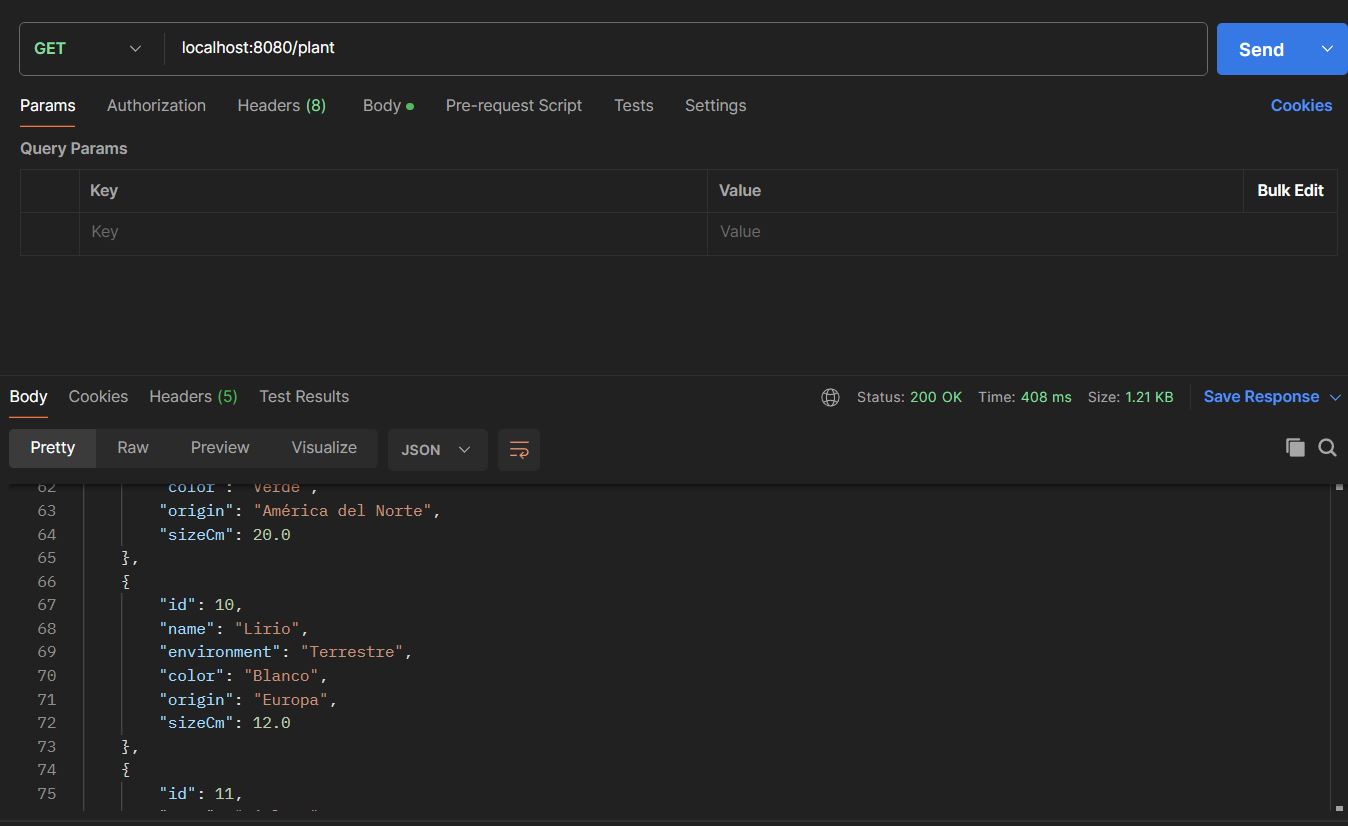 GET localhost:8080/plant Send
Params Authorization Headers (8) Body Pre-request Script Tests Settings Cookies
Query Params
Key Value Bulk Edit
Key Value
Body Cookies Headers (5) Test Results Status: 200 OK Time: 408 ms Size: 1.21 KB Save Response
Pretty Raw Preview Visualize JSON
62 "color": "Verde",
63 "origin": "América del Norte",
64 "sizeCm": 20.0
65 },
66 {
67 "id": 10,
68 "name": "Lirio",
69 "environment": "Terrestre",
70 "color": "Blanco",
71 "origin": "Europa",
72 "sizeCm": 12.0
73 },
74 {
75 "id": 11,